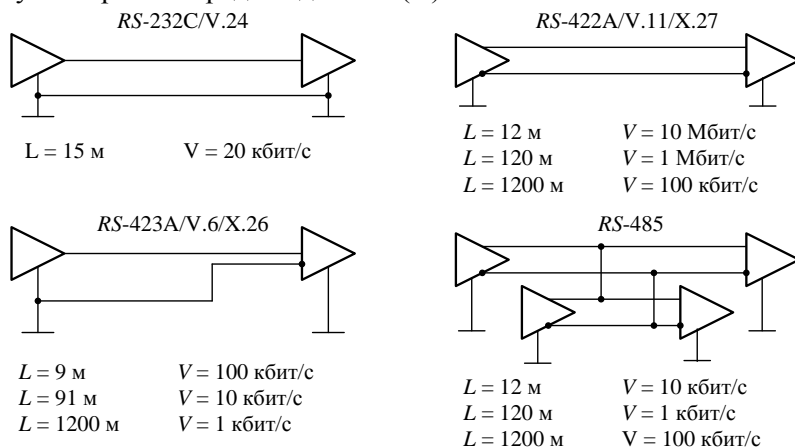 RS-232C/V.24
L = 15 м V = 20 кбит/с
RS-422A/V.11/X.27
L = 12 м V = 10 Мбит/с
L = 120 м V = 1 Мбит/с
L = 1200 м V = 100 кбит/с
RS-423A/V.6/X.26
L = 9 м V = 100 кбит/с
L = 91 м V = 10 кбит/с
L = 1200 м V = 1 кбит/с
RS-485
L = 12 м V = 10 кбит/с
L = 120 м V = 1 кбит/с
L = 1200 м V = 100 кбит/с